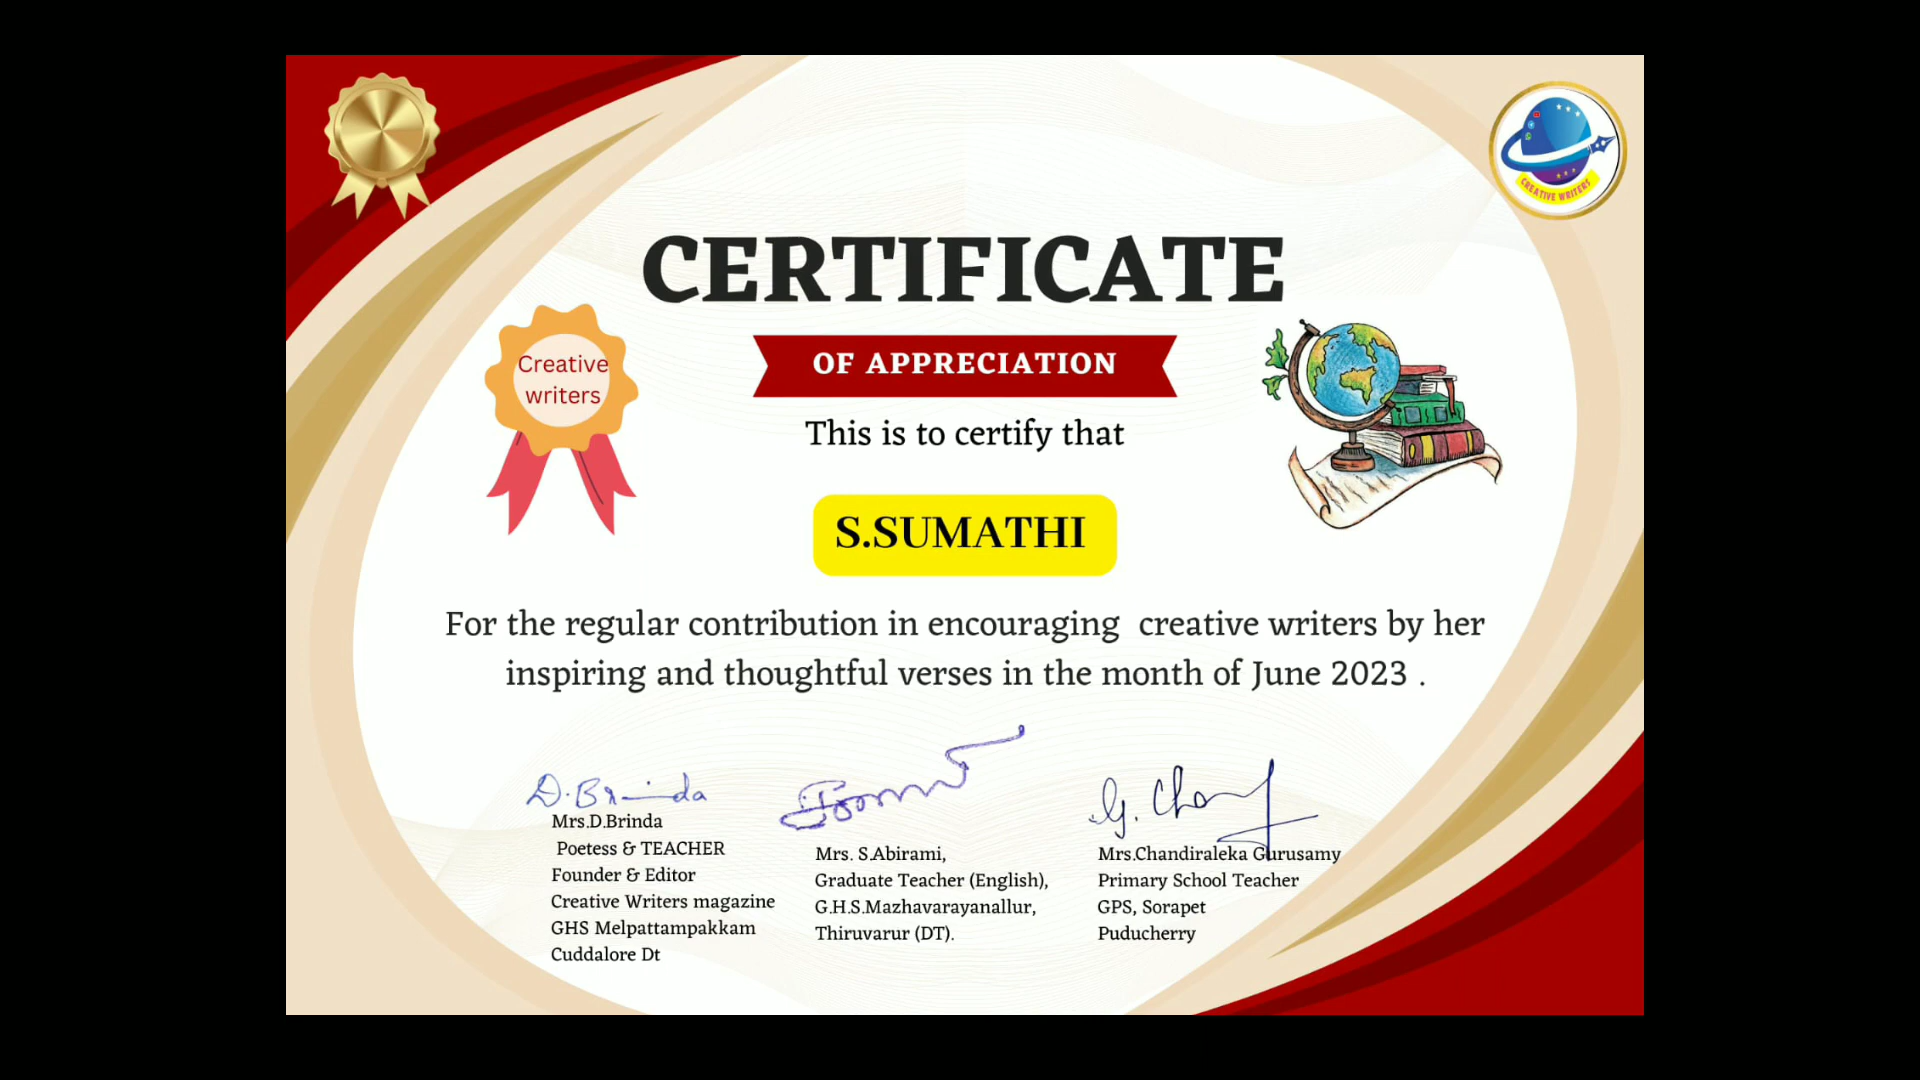 CREATIVE WRITERS
CERTIFICATE
OF APPRECIATION
Creative
writers
This is to certify that
S.SUMATHI
For the regular contribution in encouraging creative writers by her
inspiring and thoughtful verses in the month of June 2023 .
D.Brinda
G. Chan
Mrs.D.Brinda
Poetess & TEACHER
Founder & Editor
Creative Writers magazine
GHS Melpattampakkam
Cuddalore Dt
Mrs. S.Abirami,
Graduate Teacher (English),
G.H.S.Mazhavarayanallur,
Thiruvarur (DT).
Mrs.Chandiraleka Gurusamy
Primary School Teacher
GPS, Sorapet
Puducherry